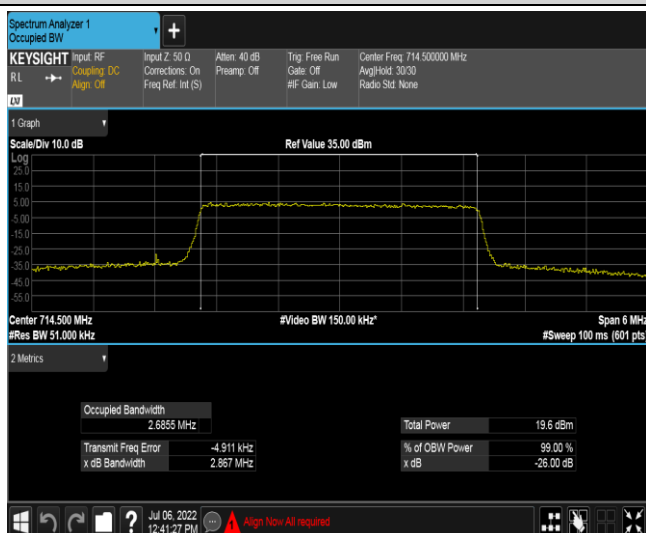 Spectrum Analyzer 1
Occupied BW
+
KEYSIGHT Input: RF Input Z: 50 Ω Atten: 40 dB Trig: Free Run Center Freq: 714.500000 MHz
RL Coupling: DC Corrections: On Preamp: Off Gate: Off Avg|Hold: 30/30
Align: Off Freq Ref: Int (S) #IF Gain: Low Radio Std: None
LXI
1 Graph
Scale/Div 10.0 dB Ref Value 35.00 dBm
Log
25.0
15.0
5.00
-5.00
-15.0
-25.0
-35.0
-45.0
-55.0
Center 714.500 MHz #Video BW 150.00 kHz* Span 6 MHz
#Res BW 51.000 kHz #Sweep 100 ms (601 pts)
2 Metrics
Occupied Bandwidth
2.6855 MHz Total Power 19.6 dBm
Transmit Freq Error -4.911 kHz % of OBW Power 99.00 %
x dB Bandwidth 2.867 MHz x dB -26.00 dB
? Jul 06, 2022
12:41:27 PM 1 Align Now All required